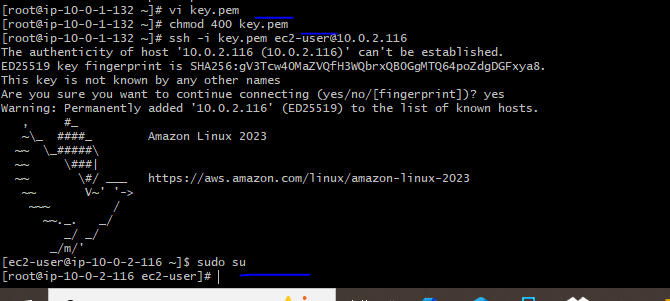 [root@ip-10-0-1-132 ~]# vi key.pem
[root@ip-10-0-1-132 ~]# chmod 400 key.pem
[root@ip-10-0-1-132 ~]# ssh -i key.pem ec2-user@10.0.2.116
The authenticity of host '10.0.2.116 (10.0.2.116)' can't be established.
ED25519 key fingerprint is SHA256:gV3Tcw4OMaZVQfH3WQbrxQBOGgMTQ64poZdgDGFxya8.
This key is not known by any other names
Are you sure you want to continue connecting (yes/no/[fingerprint])? yes
Warning: Permanently added '10.0.2.116' (ED25519) to the list of known hosts.
   ,     #_
   ~\_  ####_        Amazon Linux 2023
  ~~  \_#####\
  ~~     \###|
  ~~       \#/ ___   https://aws.amazon.com/linux/amazon-linux-2023
   ~~       V~' '->
    ~~~         /
      ~~._.   _/
         _/ _/
       _/m/'
[ec2-user@ip-10-0-2-116 ~]$ sudo su
[root@ip-10-0-2-116 ec2-user]#